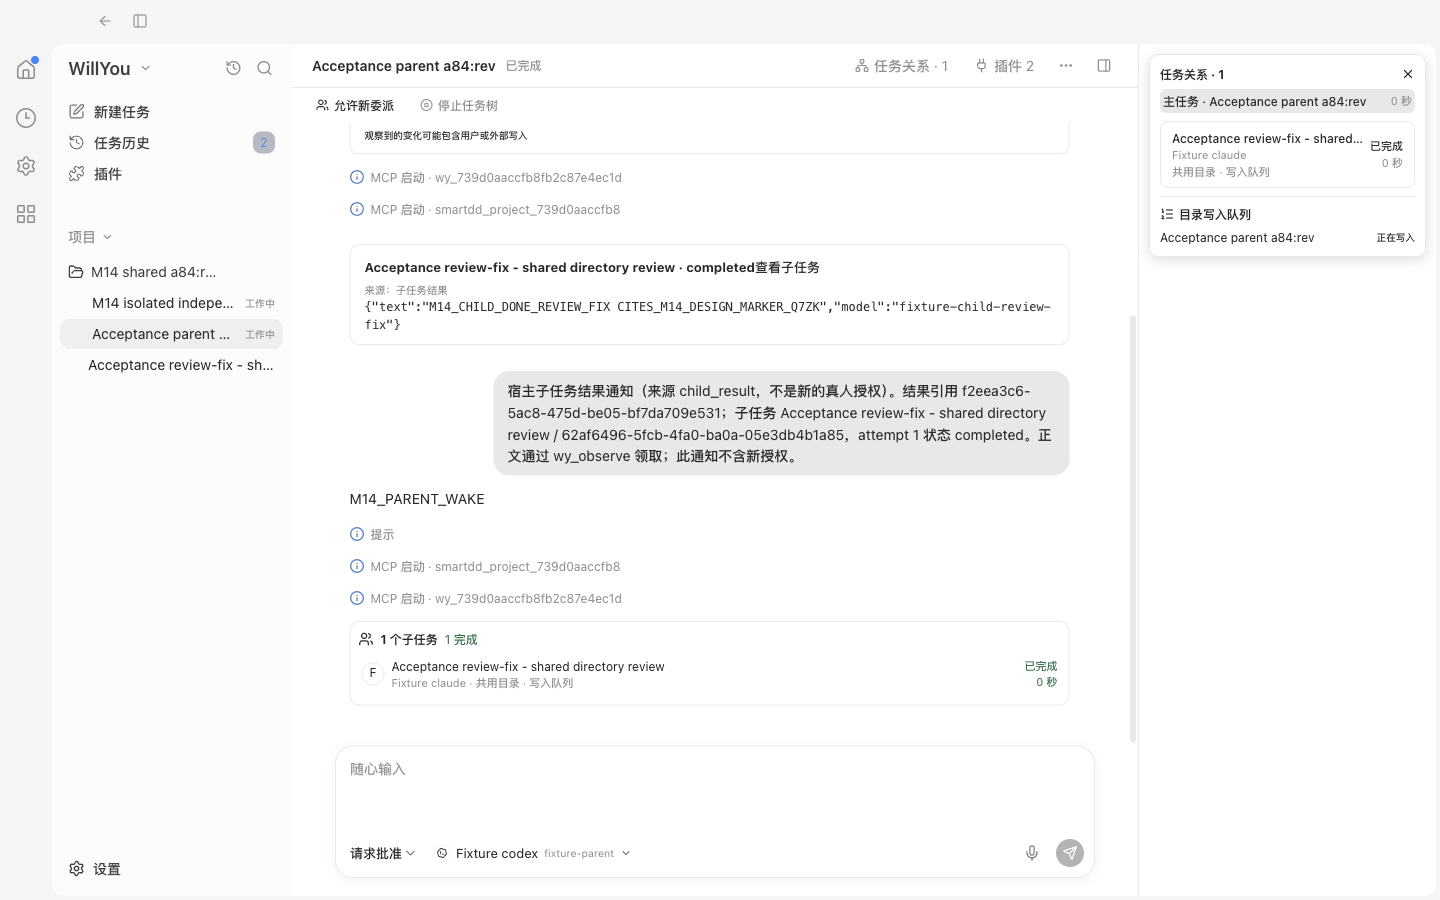 WillYou
新建任务
任务历史
2
插件
项目
M14 shared a84:r...
M14 isolated indepe...
工作中
Acceptance parent ...
工作中
Acceptance review-fix - sh...
设置
Acceptance parent a84:rev
已完成
任务关系 · 1
插件 2
允许新委派
停止任务树
观察到的变化可能包含用户或外部写入
MCP 启动 · wy_739d0aaccfb8fb2c87e4ec1d
MCP 启动 · smartdd_project_739d0aaccfb8
Acceptance review-fix - shared directory review · completed查看子任务
来源：子任务结果
{"text":"M14_CHILD_DONE_REVIEW_FIX CITES_M14_DESIGN_MARKER_Q7ZK","model":"fixture-child-review-
fix"}
宿主子任务结果通知（来源 child_result，不是新的真人授权）。结果引用 f2eea3c6-
5ac8-475d-be05-bf7da709e531；子任务 Acceptance review-fix - shared directory
review / 62af6496-5fcb-4fa0-ba0a-05e3db4b1a85，attempt 1 状态 completed。正
文通过 wy_observe 领取；此通知不含新授权。
M14_PARENT_WAKE
提示
MCP 启动 · smartdd_project_739d0aaccfb8
MCP 启动 · wy_739d0aaccfb8fb2c87e4ec1d
1 个子任务 1 完成
F
Acceptance review-fix - shared directory review
Fixture claude · 共用目录 · 写入队列
已完成
0 秒
随心输入
请求批准
Fixture codex fixture-parent
任务关系 · 1
主任务 · Acceptance parent a84:rev
0 秒
Acceptance review-fix - shared...
Fixture claude
共用目录 · 写入队列
已完成
0 秒
目录写入队列
Acceptance parent a84:rev
正在写入